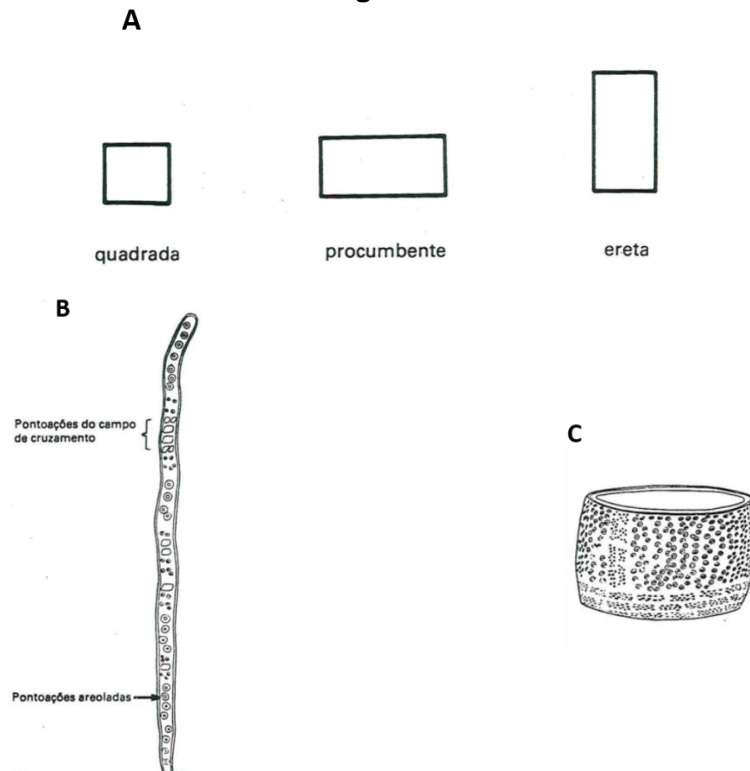 A
quadrada
procumbente
ereta
B
Pontoações do campo
de cruzamento
Pontoações areoladas
C